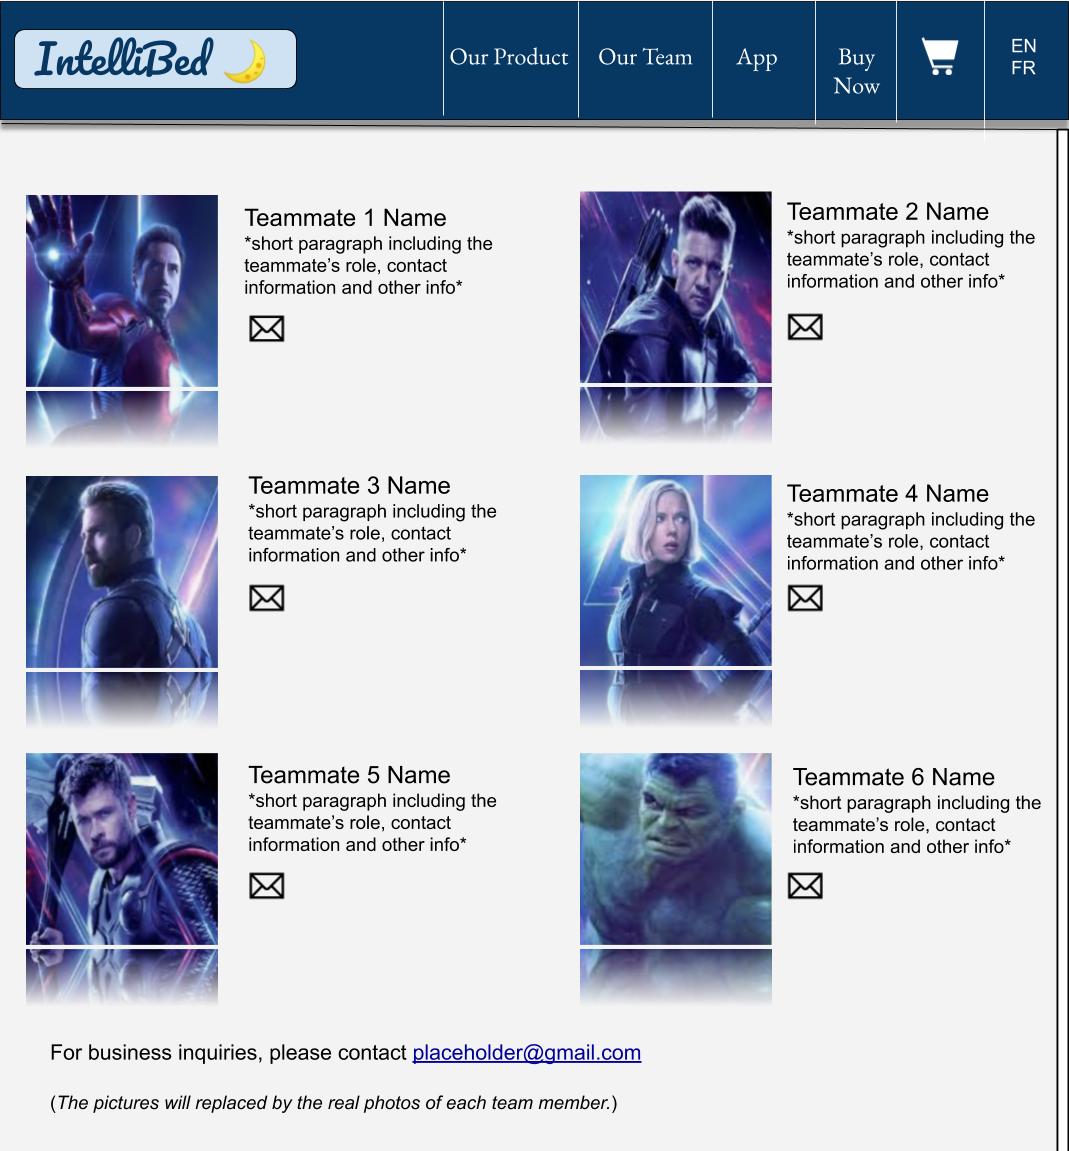 IntelliBed
Our Product
Our Team
App
Buy
Now
EN
FR
Teammate 1 Name
*short paragraph including the
teammate’s role, contact
information and other info*
Teammate 2 Name
*short paragraph including the
teammate’s role, contact
information and other info*
Teammate 3 Name
*short paragraph including the
teammate’s role, contact
information and other info*
Teammate 4 Name
*short paragraph including the
teammate’s role, contact
information and other info*
Teammate 5 Name
*short paragraph including the
teammate’s role, contact
information and other info*
Teammate 6 Name
*short paragraph including the
teammate’s role, contact
information and other info*
For business inquiries, please contact placeholder@gmail.com
(The pictures will replaced by the real photos of each team member.)